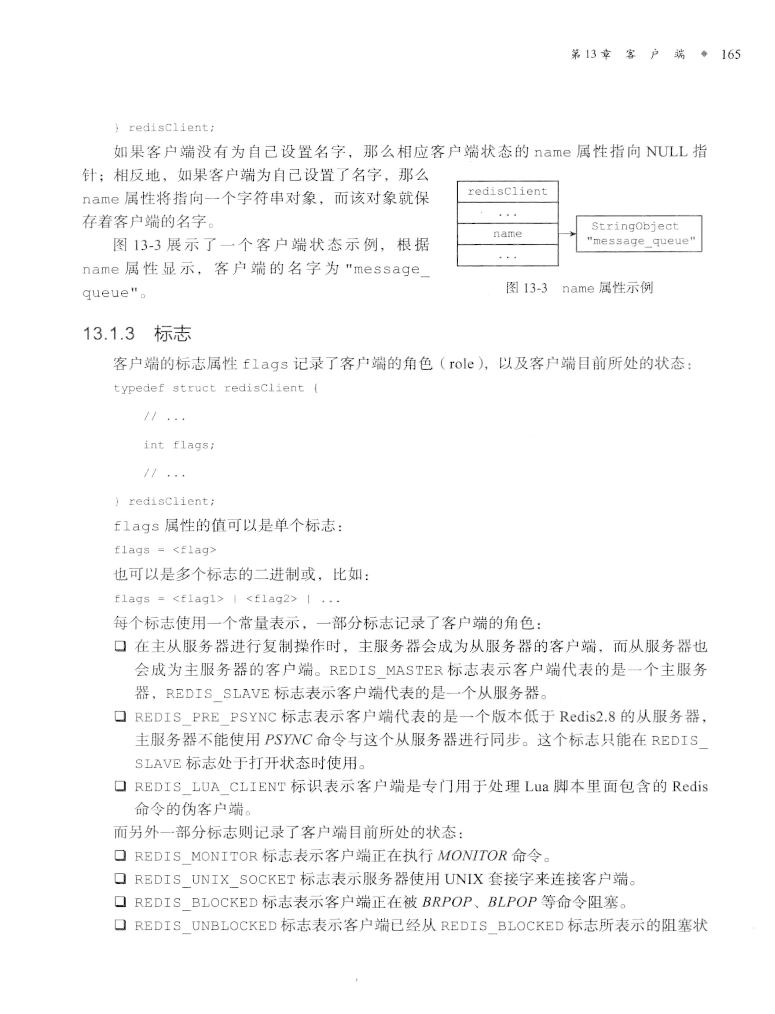 第13章 客 户 端 ◆ 165
} redisClient;
如果客户端没有为自己设置名字，那么相应客户端状态的 name 属性指向 NULL 指
针；相反地，如果客户端为自己设置了名字，那么
name 属性将指向一个字符串对象，而该对象就保
存着客户端的名字。
图 13-3 展示了一个客户端状态示例，根据
name 属性显示，客户端的名字为 "message_
queue"。
redisClient
...
name
...
StringObject
"message_queue"
图 13-3 name 属性示例
13.1.3 标志
客户端的标志属性 flags 记录了客户端的角色（role），以及客户端目前所处的状态：
typedef struct redisClient {
// ...
int flags;
// ...
} redisClient;
flags 属性的值可以是单个标志：
flags = <flag>
也可以是多个标志的二进制或，比如：
flags = <flag1> | <flag2> | ...
每个标志使用一个常量表示，一部分标志记录了客户端的角色：
❑ 在主从服务器进行复制操作时，主服务器会成为从服务器的客户端，而从服务器也
会成为主服务器的客户端。REDIS_MASTER 标志表示客户端代表的是一个主服务
器，REDIS_SLAVE 标志表示客户端代表的是一个从服务器。
❑ REDIS_PRE_PSYNC 标志表示客户端代表的是一个版本低于 Redis2.8 的从服务器，
主服务器不能使用 PSYNC 命令与这个从服务器进行同步。这个标志只能在 REDIS_
SLAVE 标志处于打开状态时使用。
❑ REDIS_LUA_CLIENT 标识表示客户端是专门用于处理 Lua 脚本里面包含的 Redis
命令的伪客户端。
而另外一部分标志则记录了客户端目前所处的状态：
❑ REDIS_MONITOR 标志表示客户端正在执行 MONITOR 命令。
❑ REDIS_UNIX_SOCKET 标志表示服务器使用 UNIX 套接字来连接客户端。
❑ REDIS_BLOCKED 标志表示客户端正在被 BRPOP、BLPOP 等命令阻塞。
❑ REDIS_UNBLOCKED 标志表示客户端已经从 REDIS_BLOCKED 标志所表示的阻塞状